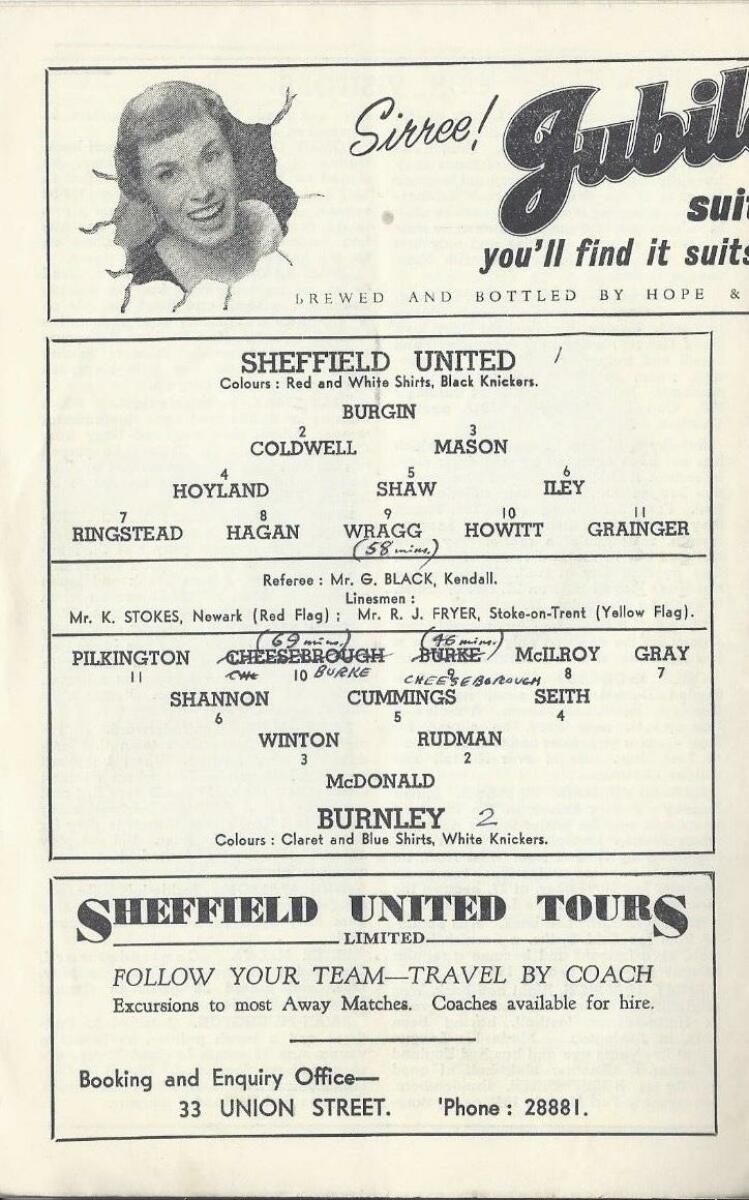 Sirree! Jubil
suit
you'll find it suits
BREWED AND BOTTLED BY HOPE &
SHEFFIELD UNITED 1
Colours : Red and White Shirts, Black Knickers.
BURGIN
2 3
COLDWELL MASON
4 5 6
HOYLAND SHAW ILEY
7 8 9 10 11
RINGSTEAD HAGAN WRAGG HOWITT GRAINGER
(58 mins.)
Referee : Mr. G. BLACK, Kendall.
Linesmen :
Mr. K. STOKES, Newark (Red Flag) ; Mr. R. J. FRYER, Stoke-on-Trent (Yellow Flag).
(69 mins.) (46 mins.)
PILKINGTON CHEESEBROUGH BURKE McILROY GRAY
11 CHE 10 BURKE 9 CHEESEBOROUGH 8 7
SHANNON CUMMINGS SEITH
6 5 4
WINTON RUDMAN
3 2
McDONALD
BURNLEY 2
Colours : Claret and Blue Shirts, White Knickers.
SHEFFIELD UNITED TOURS
LIMITED
FOLLOW YOUR TEAM—TRAVEL BY COACH
Excursions to most Away Matches. Coaches available for hire.
Booking and Enquiry Office—
33 UNION STREET. 'Phone : 28881.